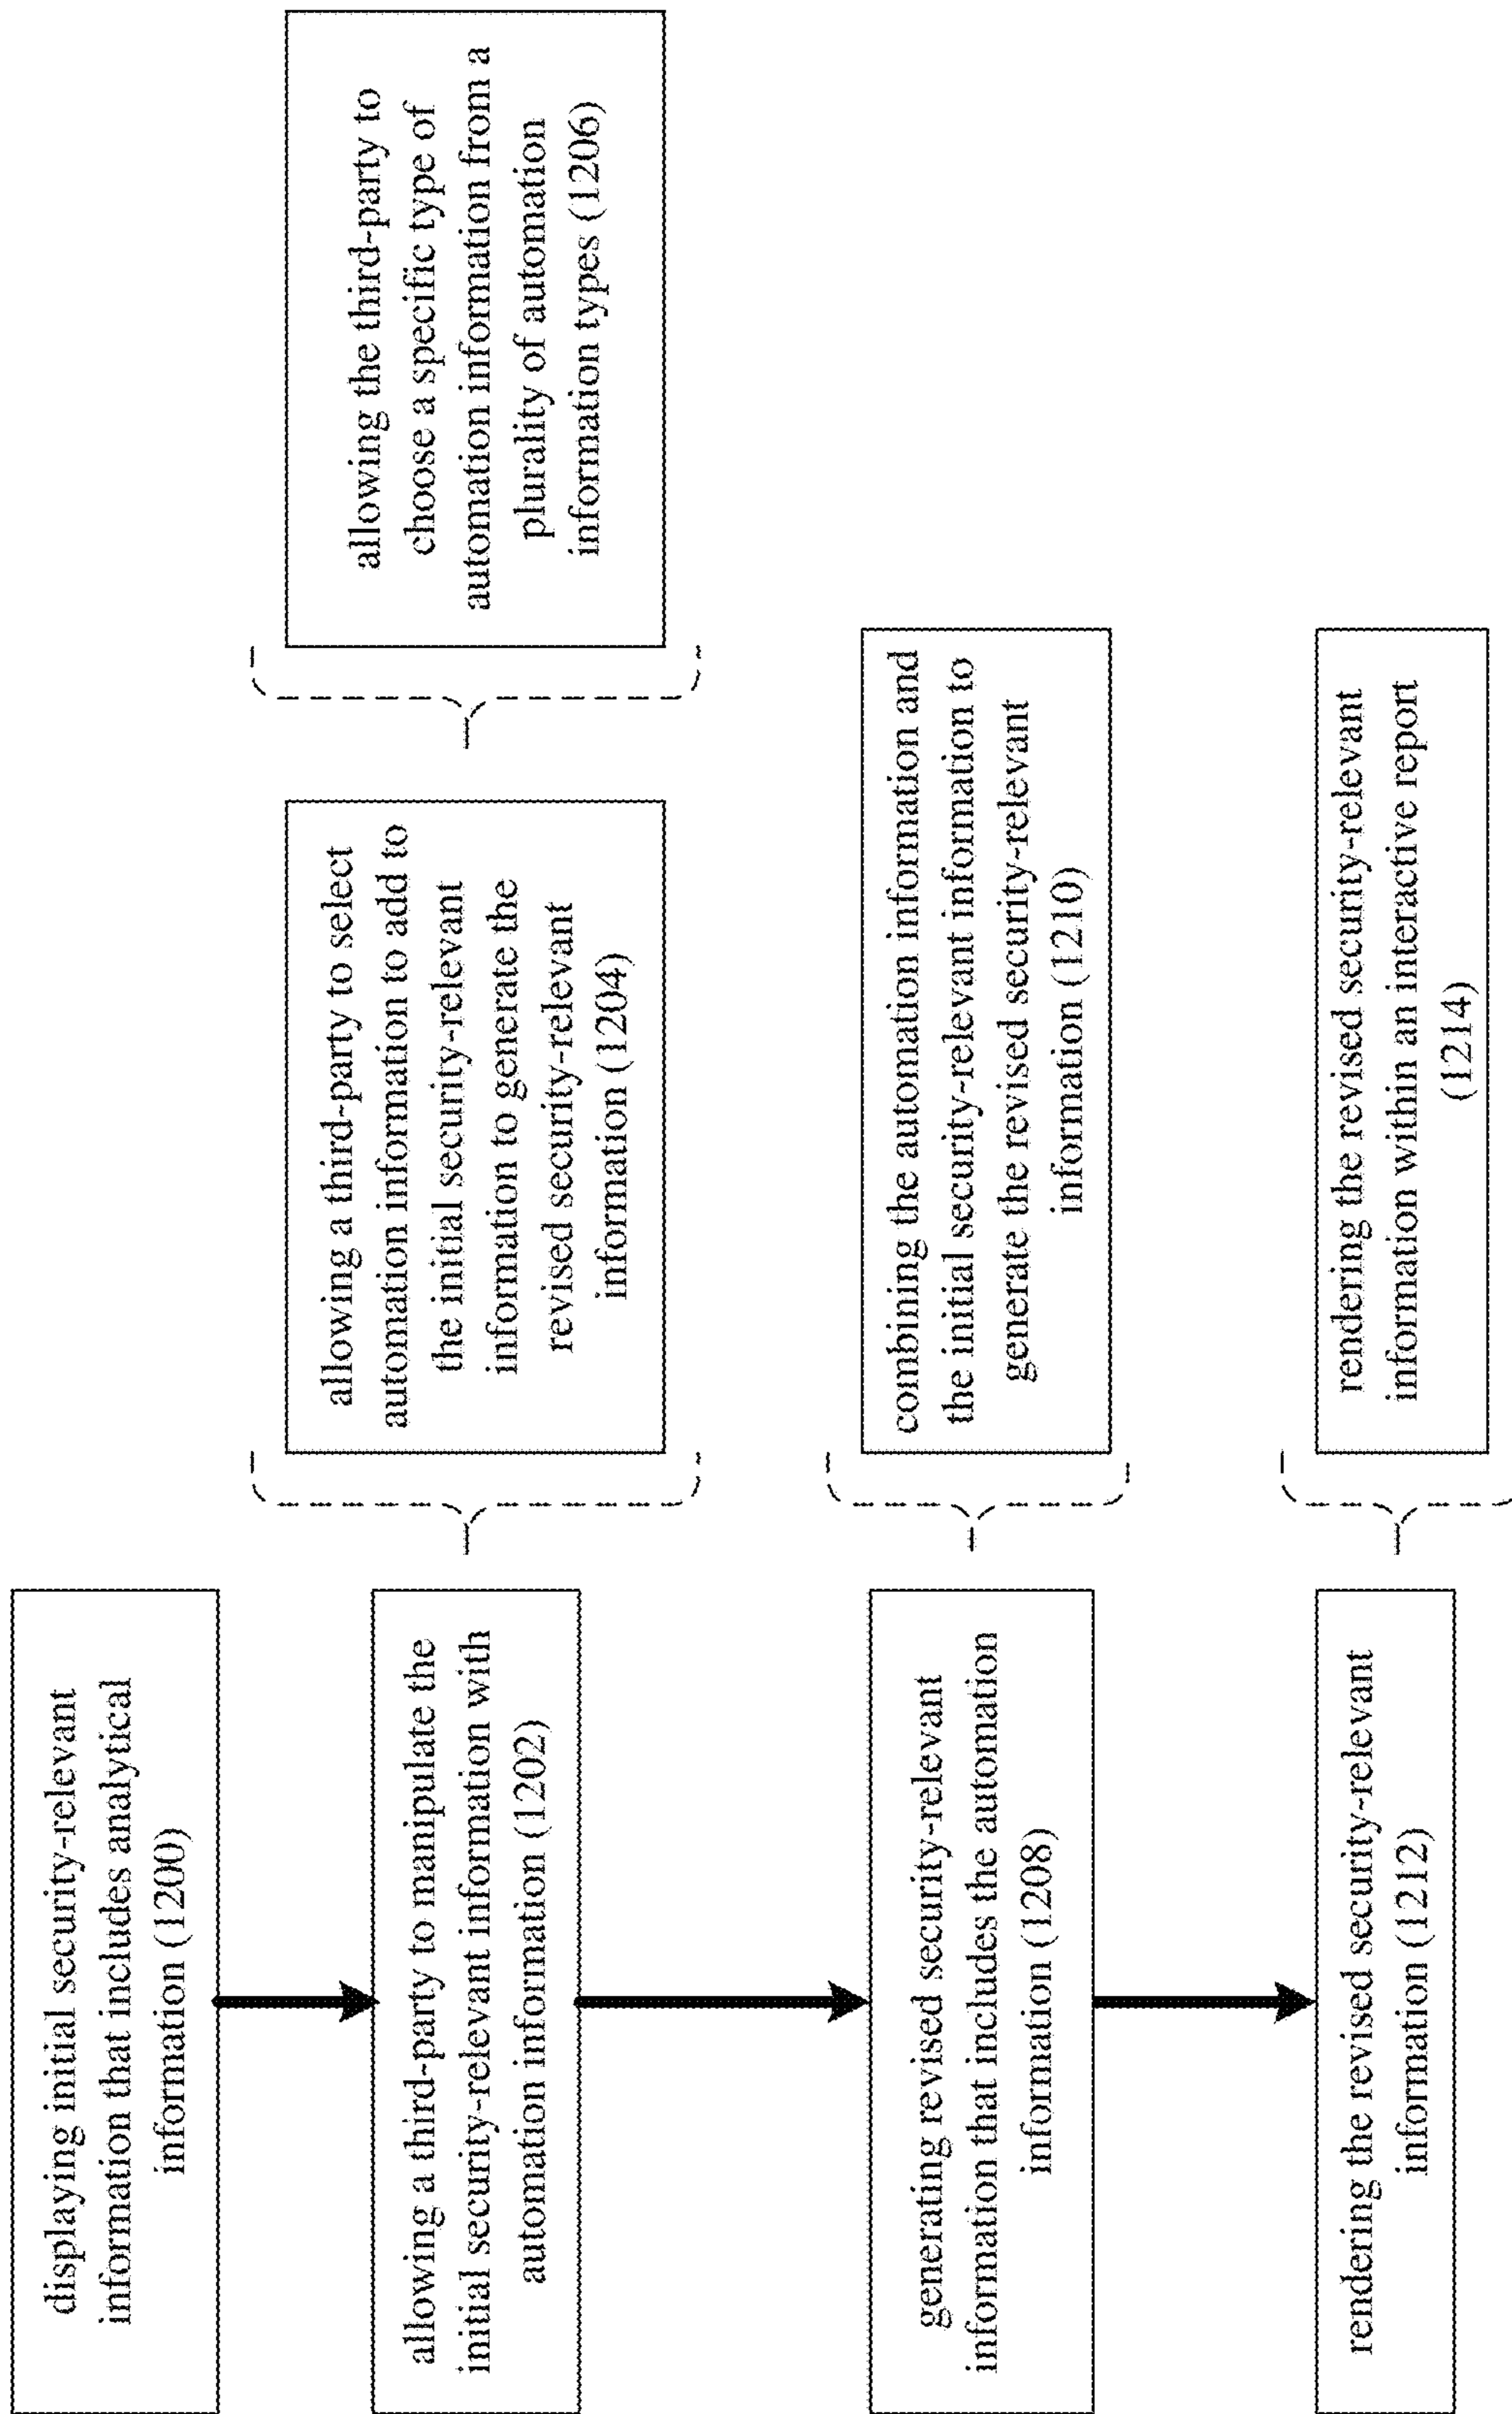 displaying initial security-relevant
information that includes analytical
information (1200)
allowing a third-party to manipulate the
initial security-relevant information with
automation information (1202)
allowing a third-party to select
automation information to add to
the initial security-relevant
information to generate the
revised security-relevant
information (1204)
allowing the third-party to
choose a specific type of
automation information from a
plurality of automation
information types (1206)
generating revised security-relevant
information that includes the automation
information (1208)
combining the automation information and
the initial security-relevant information to
generate the revised security-relevant
information (1210)
rendering the revised security-relevant
information (1212)
rendering the revised security-relevant
information within an interactive report
(1214)